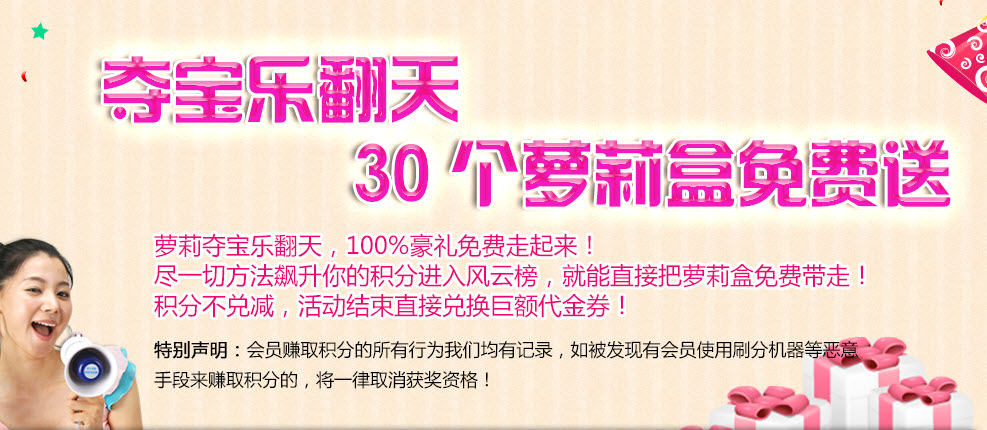 夺宝乐翻天
30 个萝莉盒免费送
萝莉夺宝乐翻天，100%豪礼免费走起来！
尽一切方法飙升你的积分进入风云榜，就能直接把萝莉盒免费带走！
积分不兑减，活动结束直接兑换巨额代金券！
特别声明：会员赚取积分的所有行为我们均有记录，如被发现有会员使用刷分机器等恶意
手段来赚取积分的，将一律取消获奖资格！